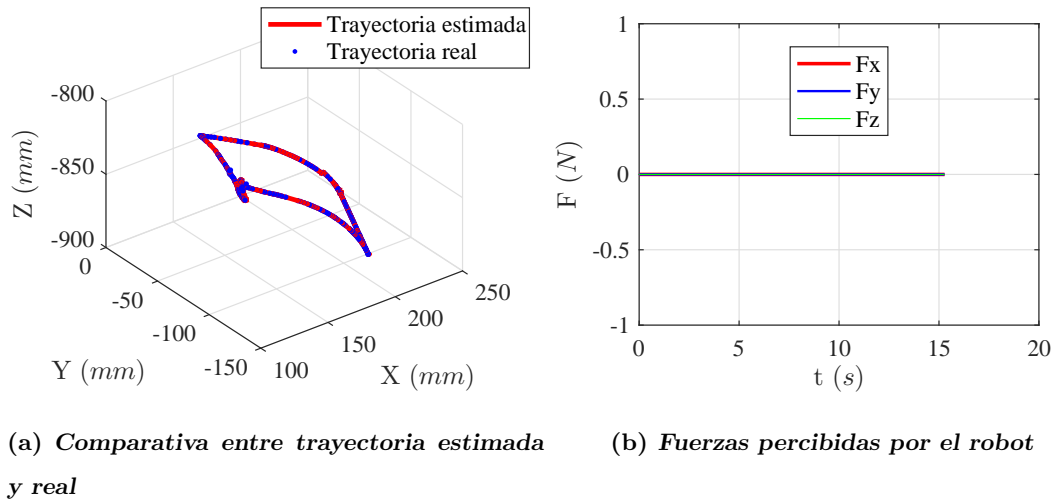 Trayectoria estimada
Trayectoria real
-800
-850
-900
Z (mm)
0
-50
-100
-150
Y (mm)
100
150
200
250
X (mm)
1
0.5
0
-0.5
-1
F (N)
Fx
Fy
Fz
0
5
10
15
20
t (s)
(a) Comparativa entre trayectoria estimada
y real
(b) Fuerzas percibidas por el robot